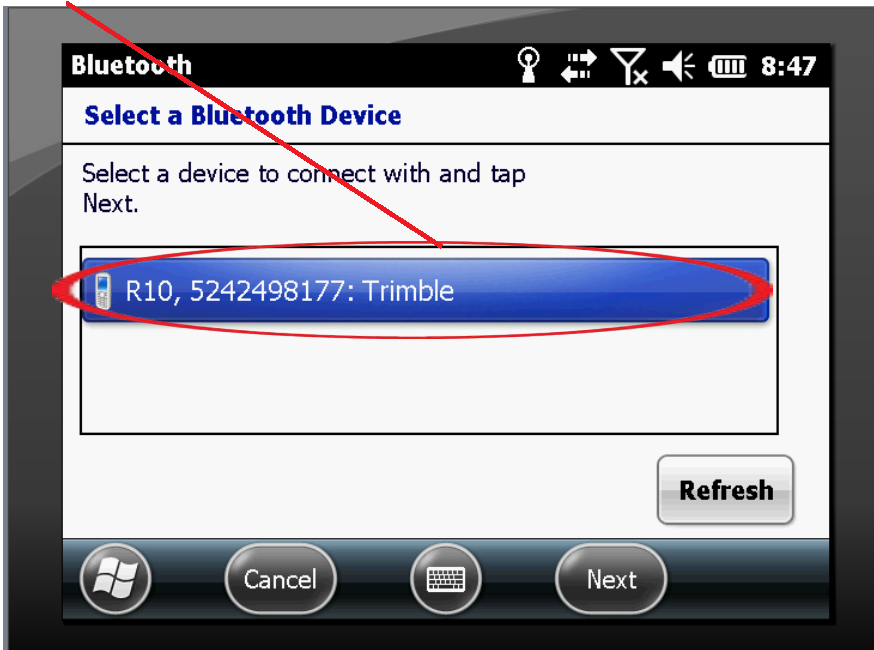 Bluetooth 8:47
Select a Bluetooth Device
Select a device to connect with and tap
Next.
R10, 5242498177: Trimble
Refresh
Cancel Next